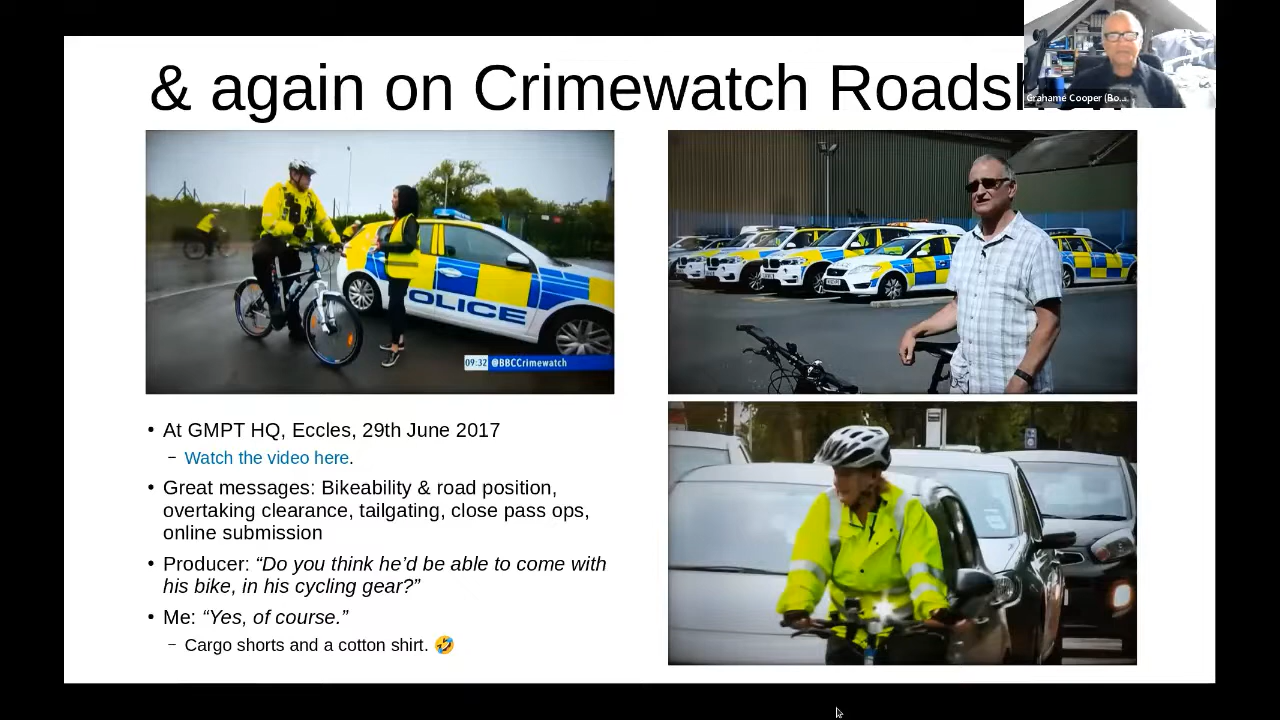 & again on Crimewatch Roadsh
Grahame Cooper (Bo...
OLICE
09:32 @BBCCrimewatch
• At GMPT HQ, Eccles, 29th June 2017
– Watch the video here.
• Great messages: Bikeability & road position,
overtaking clearance, tailgating, close pass ops,
online submission
• Producer: “Do you think he’d be able to come with
his bike, in his cycling gear?”
• Me: “Yes, of course.”
– Cargo shorts and a cotton shirt. 🤣